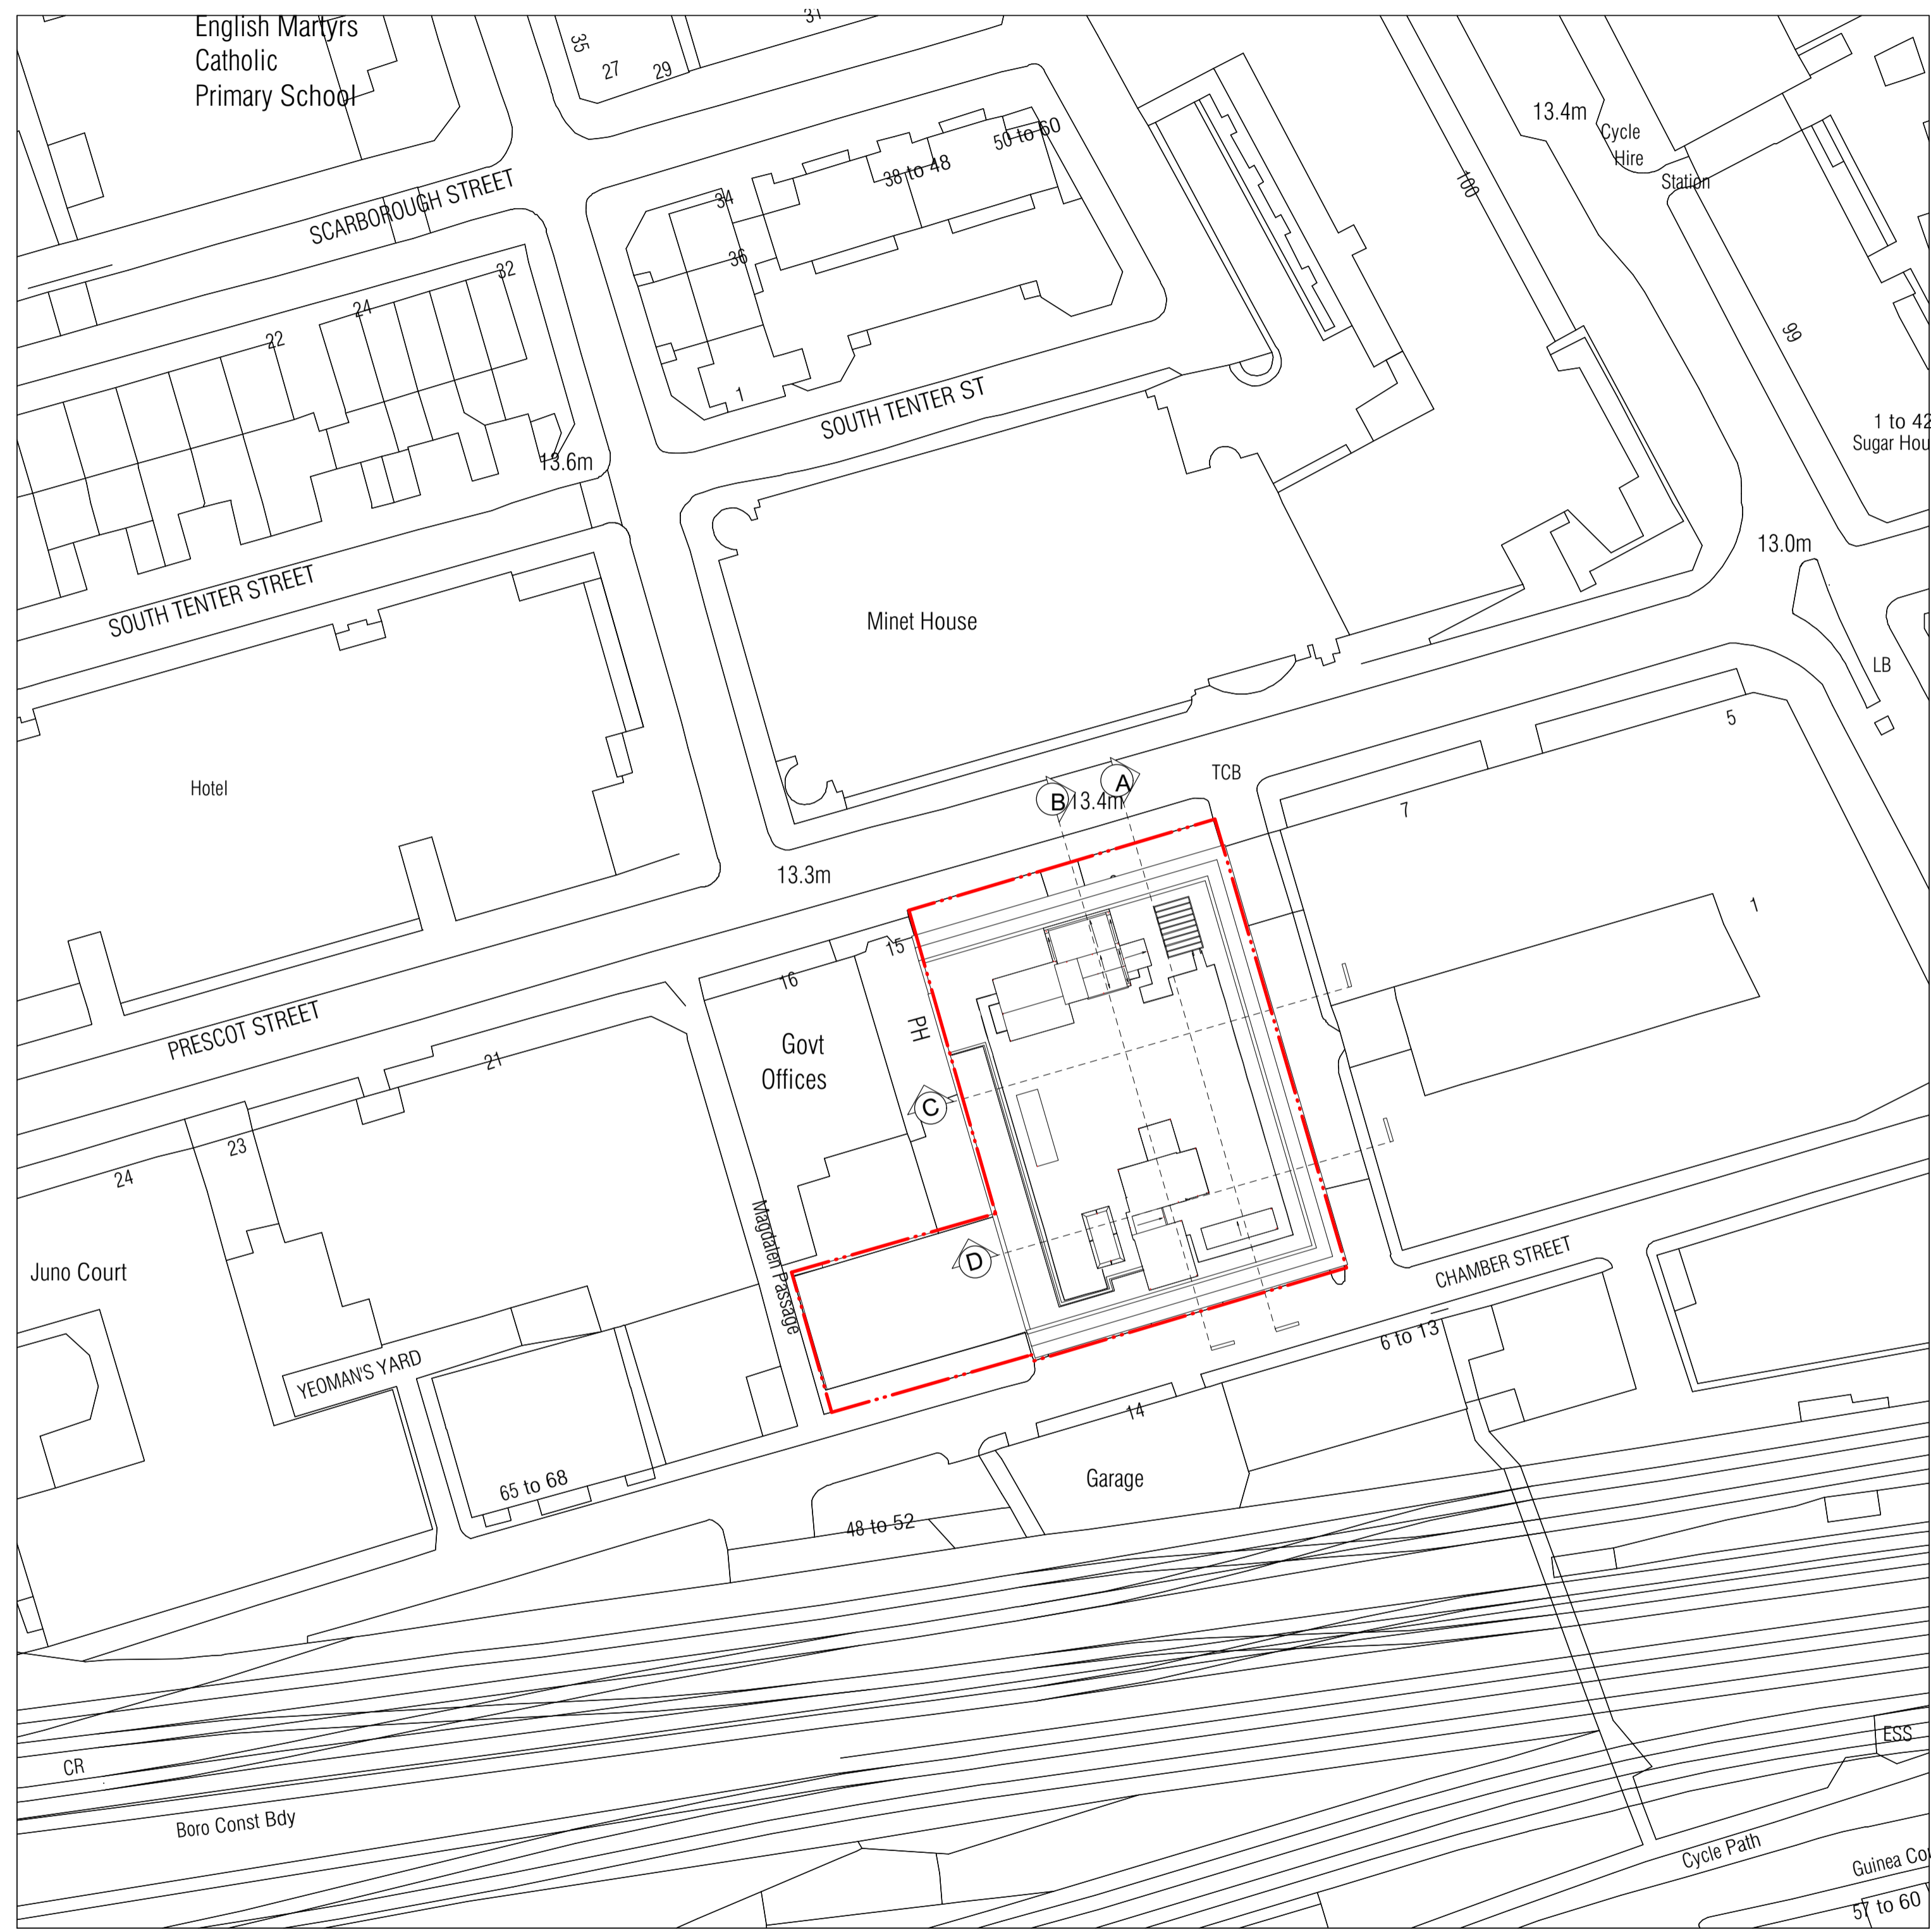 31
English Martyrs
Catholic
Primary School
35
27
29
13.4m
Cycle
Hire
Station
50 to 60
38 to 48
34
36
100
SCARBOROUGH STREET
32
24
22
99
1
SOUTH TENTER ST
1 to 42
Sugar Hou
13.6m
13.0m
SOUTH TENTER STREET
Minet House
LB
5
Hotel
TCB
A
B
13.4m
7
13.3m
1
15
16
PH
PRESCOT STREET
Govt
Offices
21
C
23
24
Magdalen Passage
D
Juno Court
CHAMBER STREET
6 to 13
YEOMAN'S YARD
14
65 to 68
Garage
48 to 52
CR
ESS
Boro Const Bdy
Cycle Path
Guinea Co
57 to 60